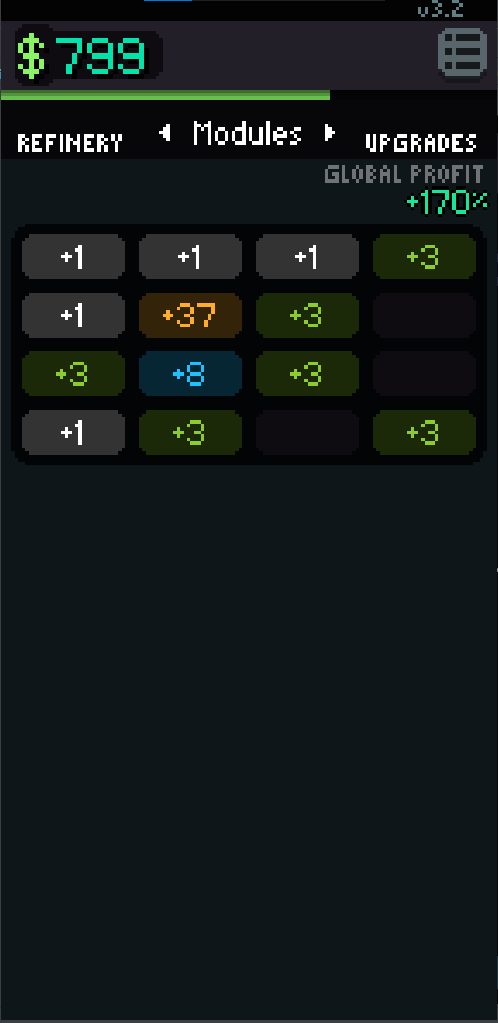 v3.2
$ 799
REFINERY ◀ Modules ▶ UPGRADES
GLOBAL PROFIT
+170%
+1 +1 +1 +3
+1 +37 +3
+3 +8 +3
+1 +3 +3